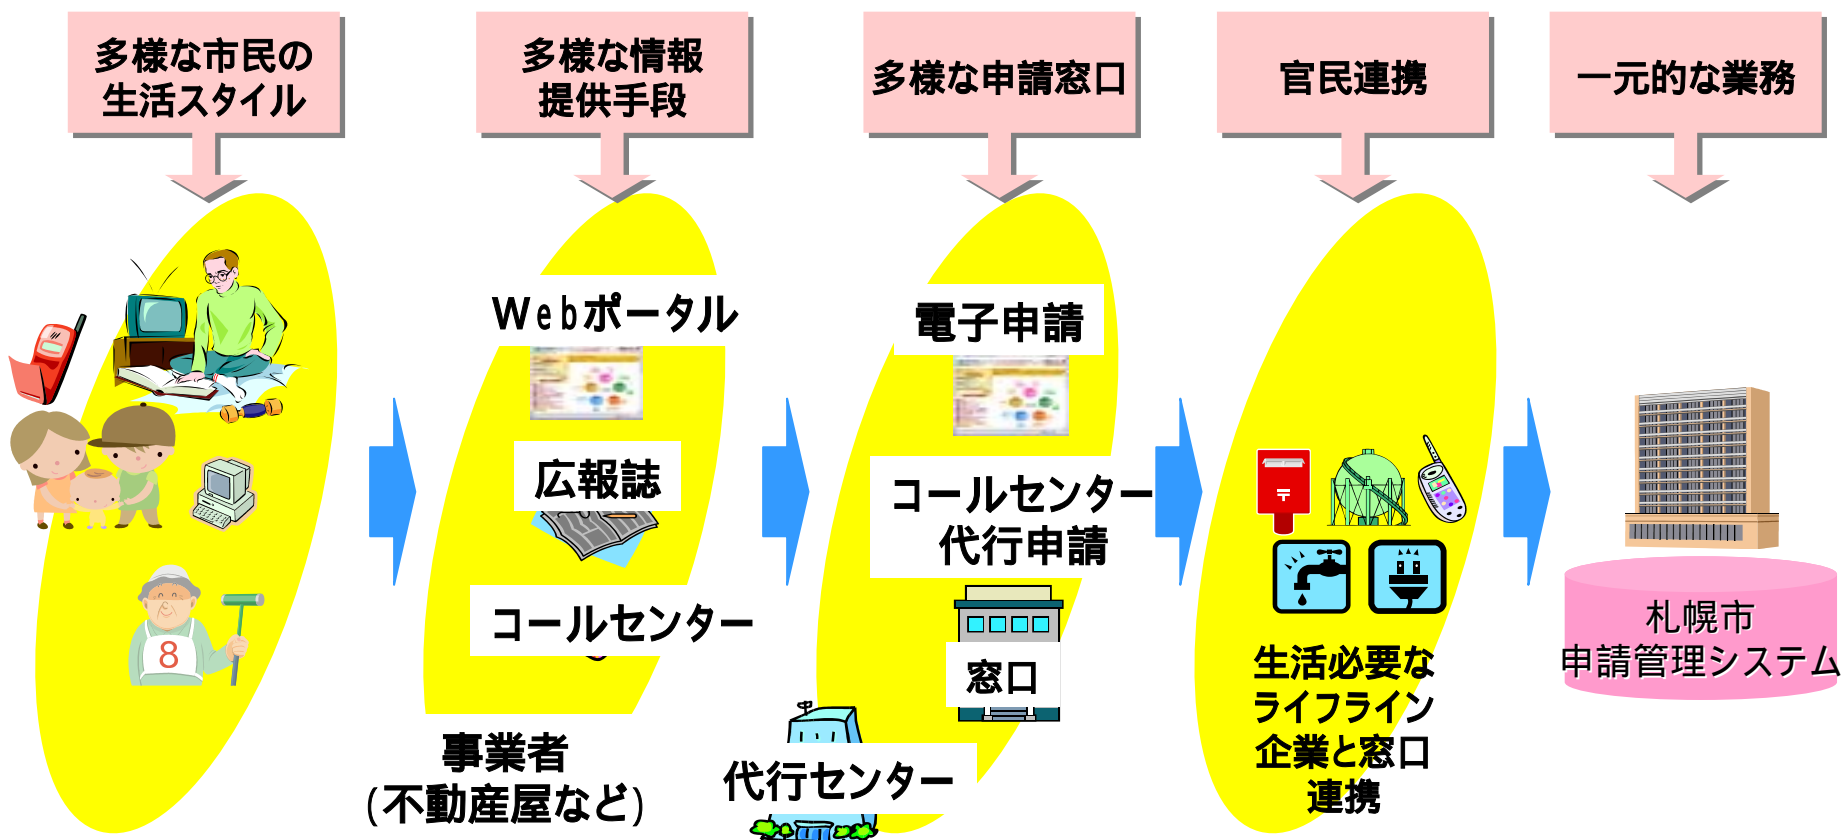 多様な市民の
生活スタイル
多様な情報
提供手段
多様な申請窓口
官民連携
一元的な業務
Webポータル
広報誌
コールセンター
事業者
(不動産屋など)
電子申請
コールセンター
代行申請
窓口
代行センター
生活必要な
ライフライン
企業と窓口
連携
札幌市
申請管理システム
8
〒